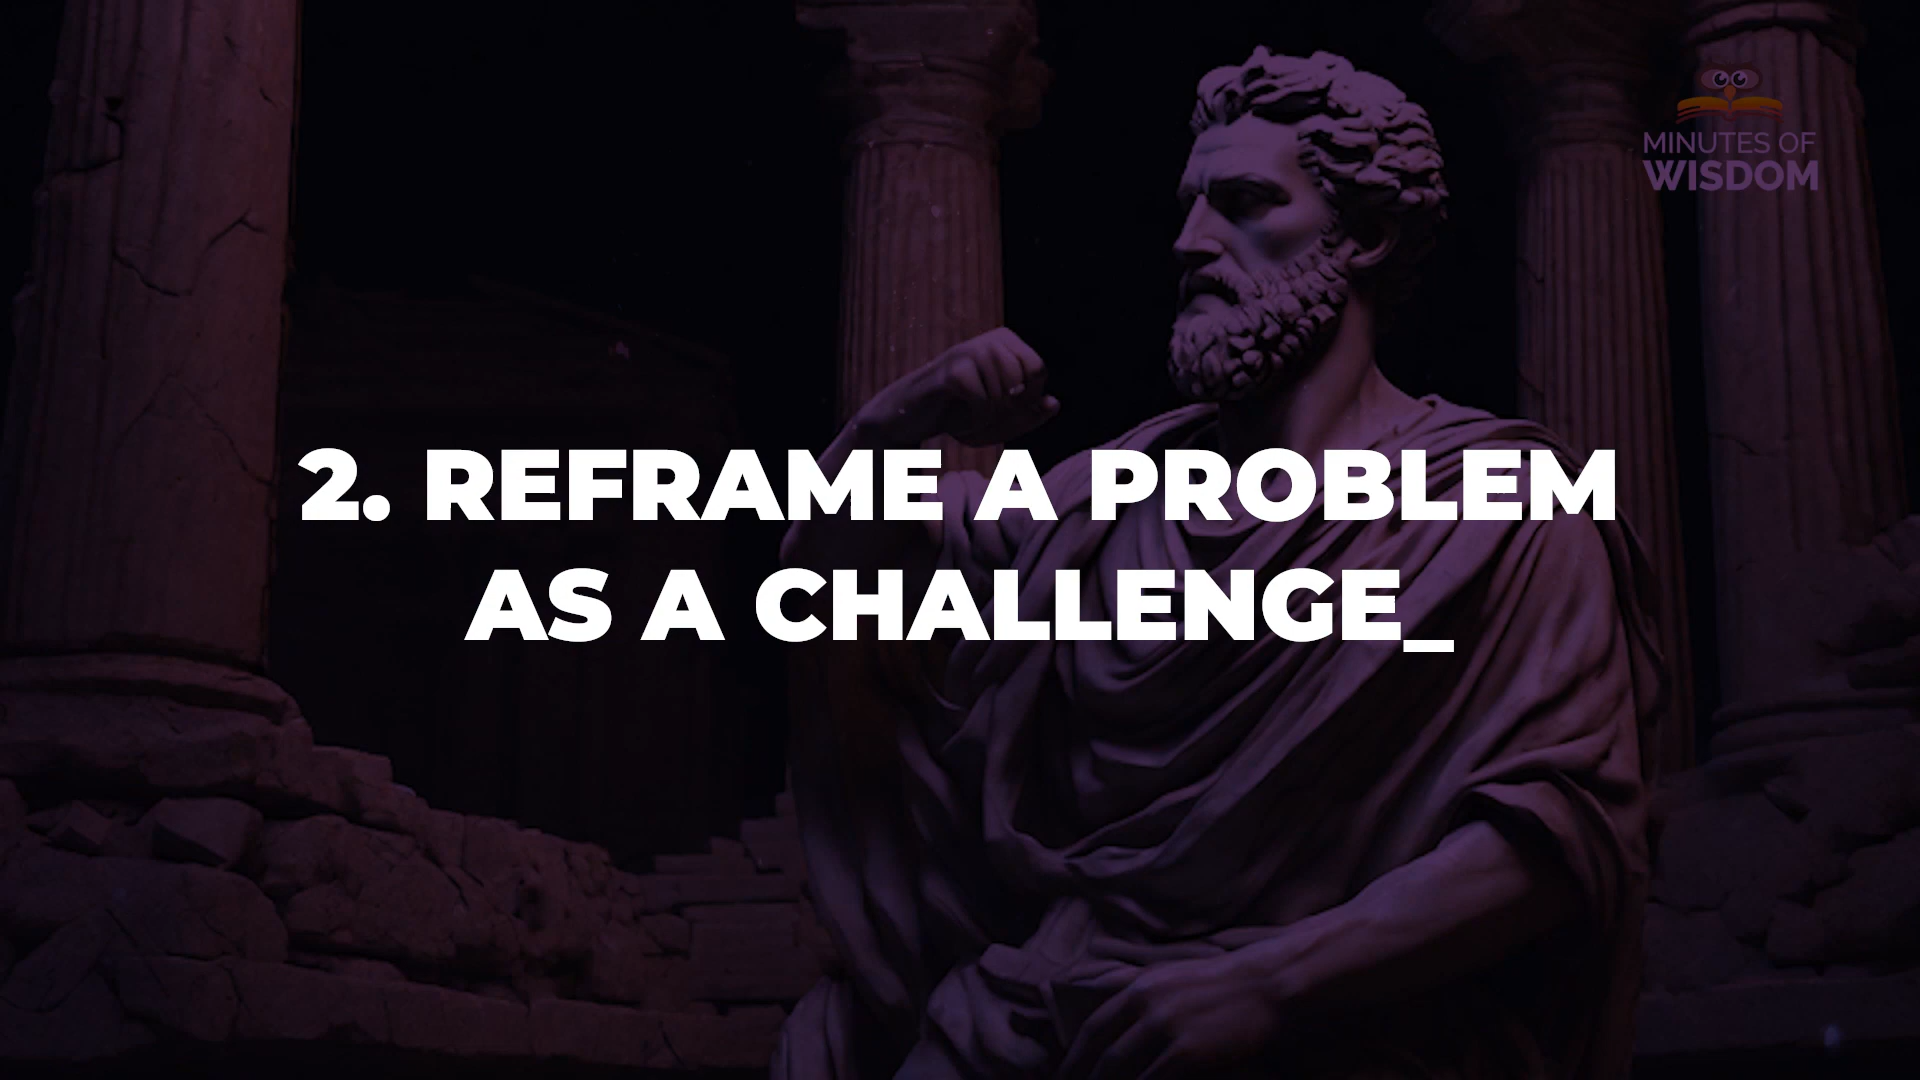 MINUTES OF
WISDOM
2. REFRAME A PROBLEM
AS A CHALLENGE_